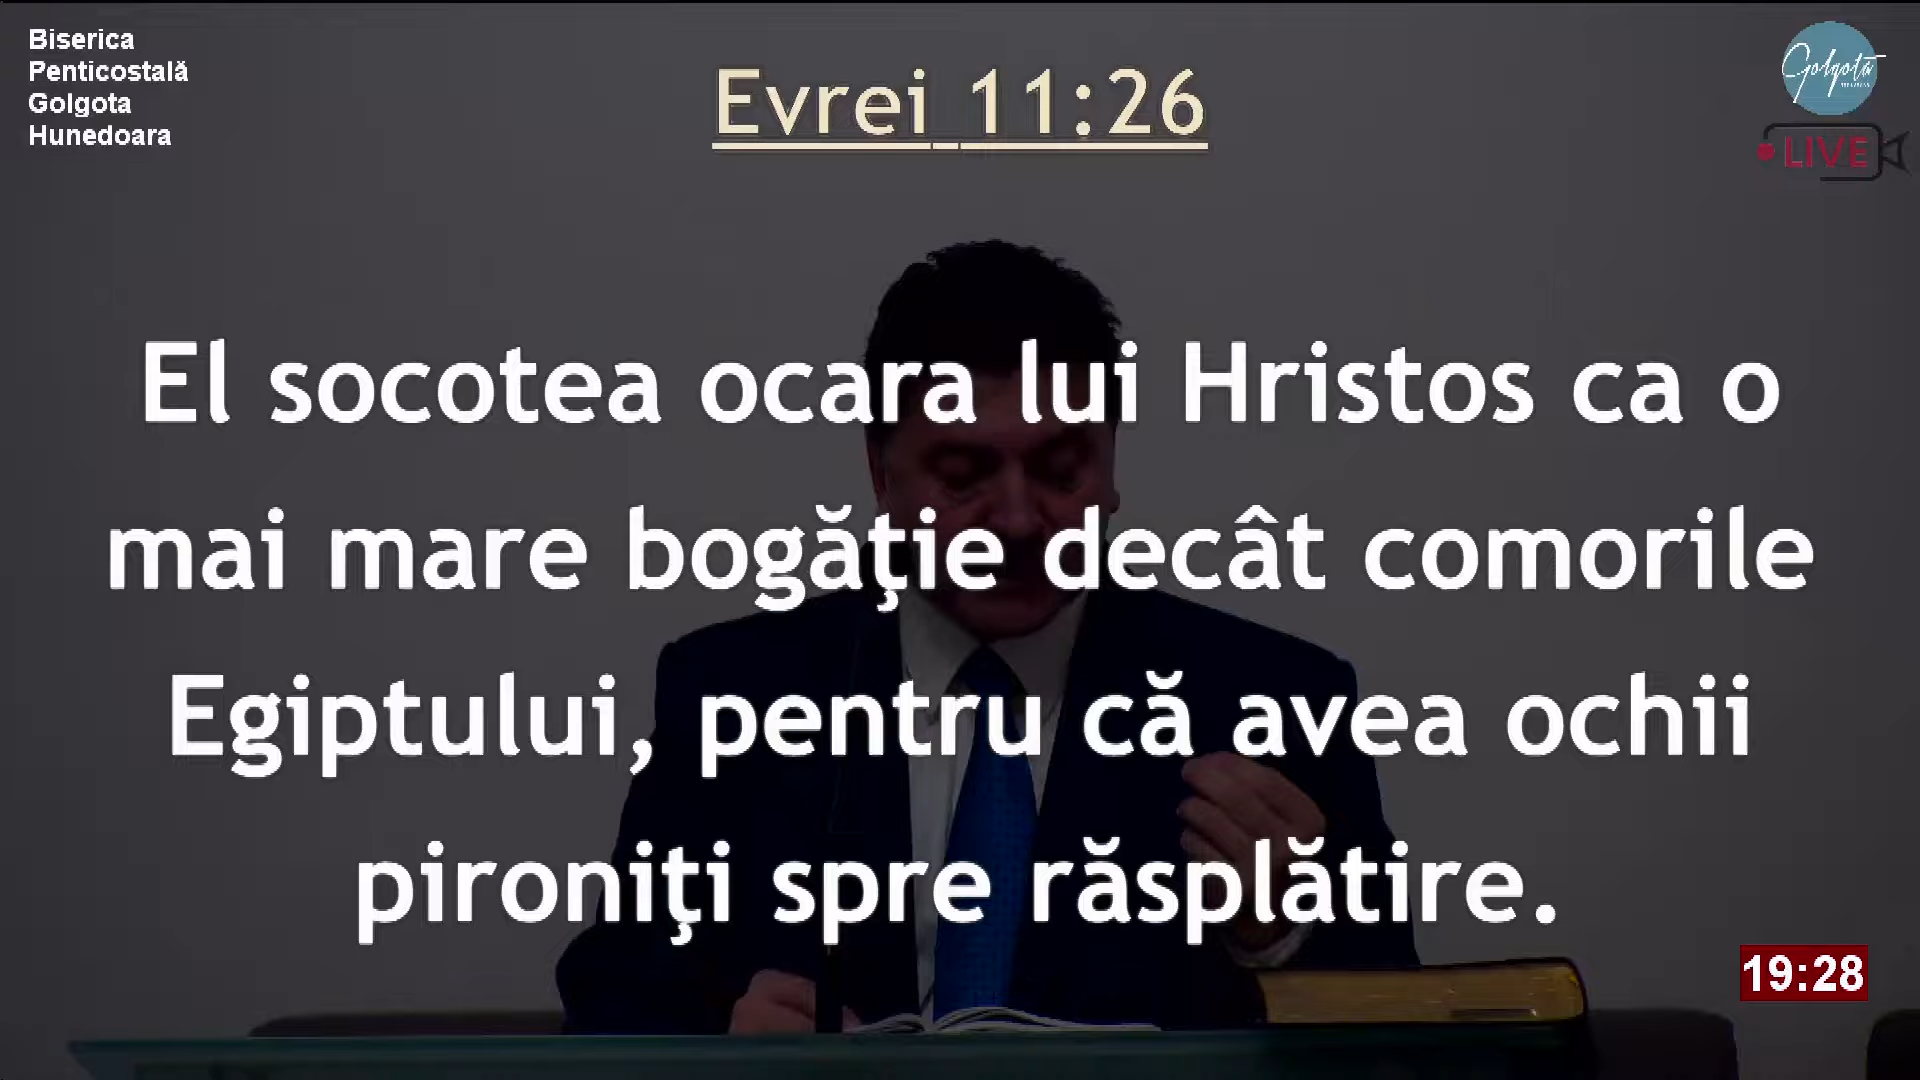 Biserica
Penticostală
Golgota
Hunedoara
Evrei 11:26
Golgota
LIVE
El socotea ocara lui Hristos ca o
mai mare bogăţie decât comorile
Egiptului, pentru că avea ochii
pironiţi spre răsplătire.
19:28